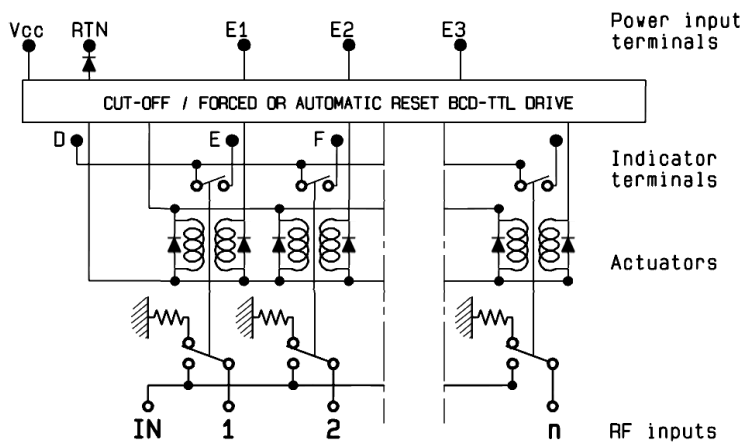 Vcc RTN E1 E2 E3 Power input
terminals
CUT-OFF / FORCED OR AUTOMATIC RESET BCD-TTL DRIVE
D E F
Indicator
terminals
Actuators
IN 1 2 n RF inputs